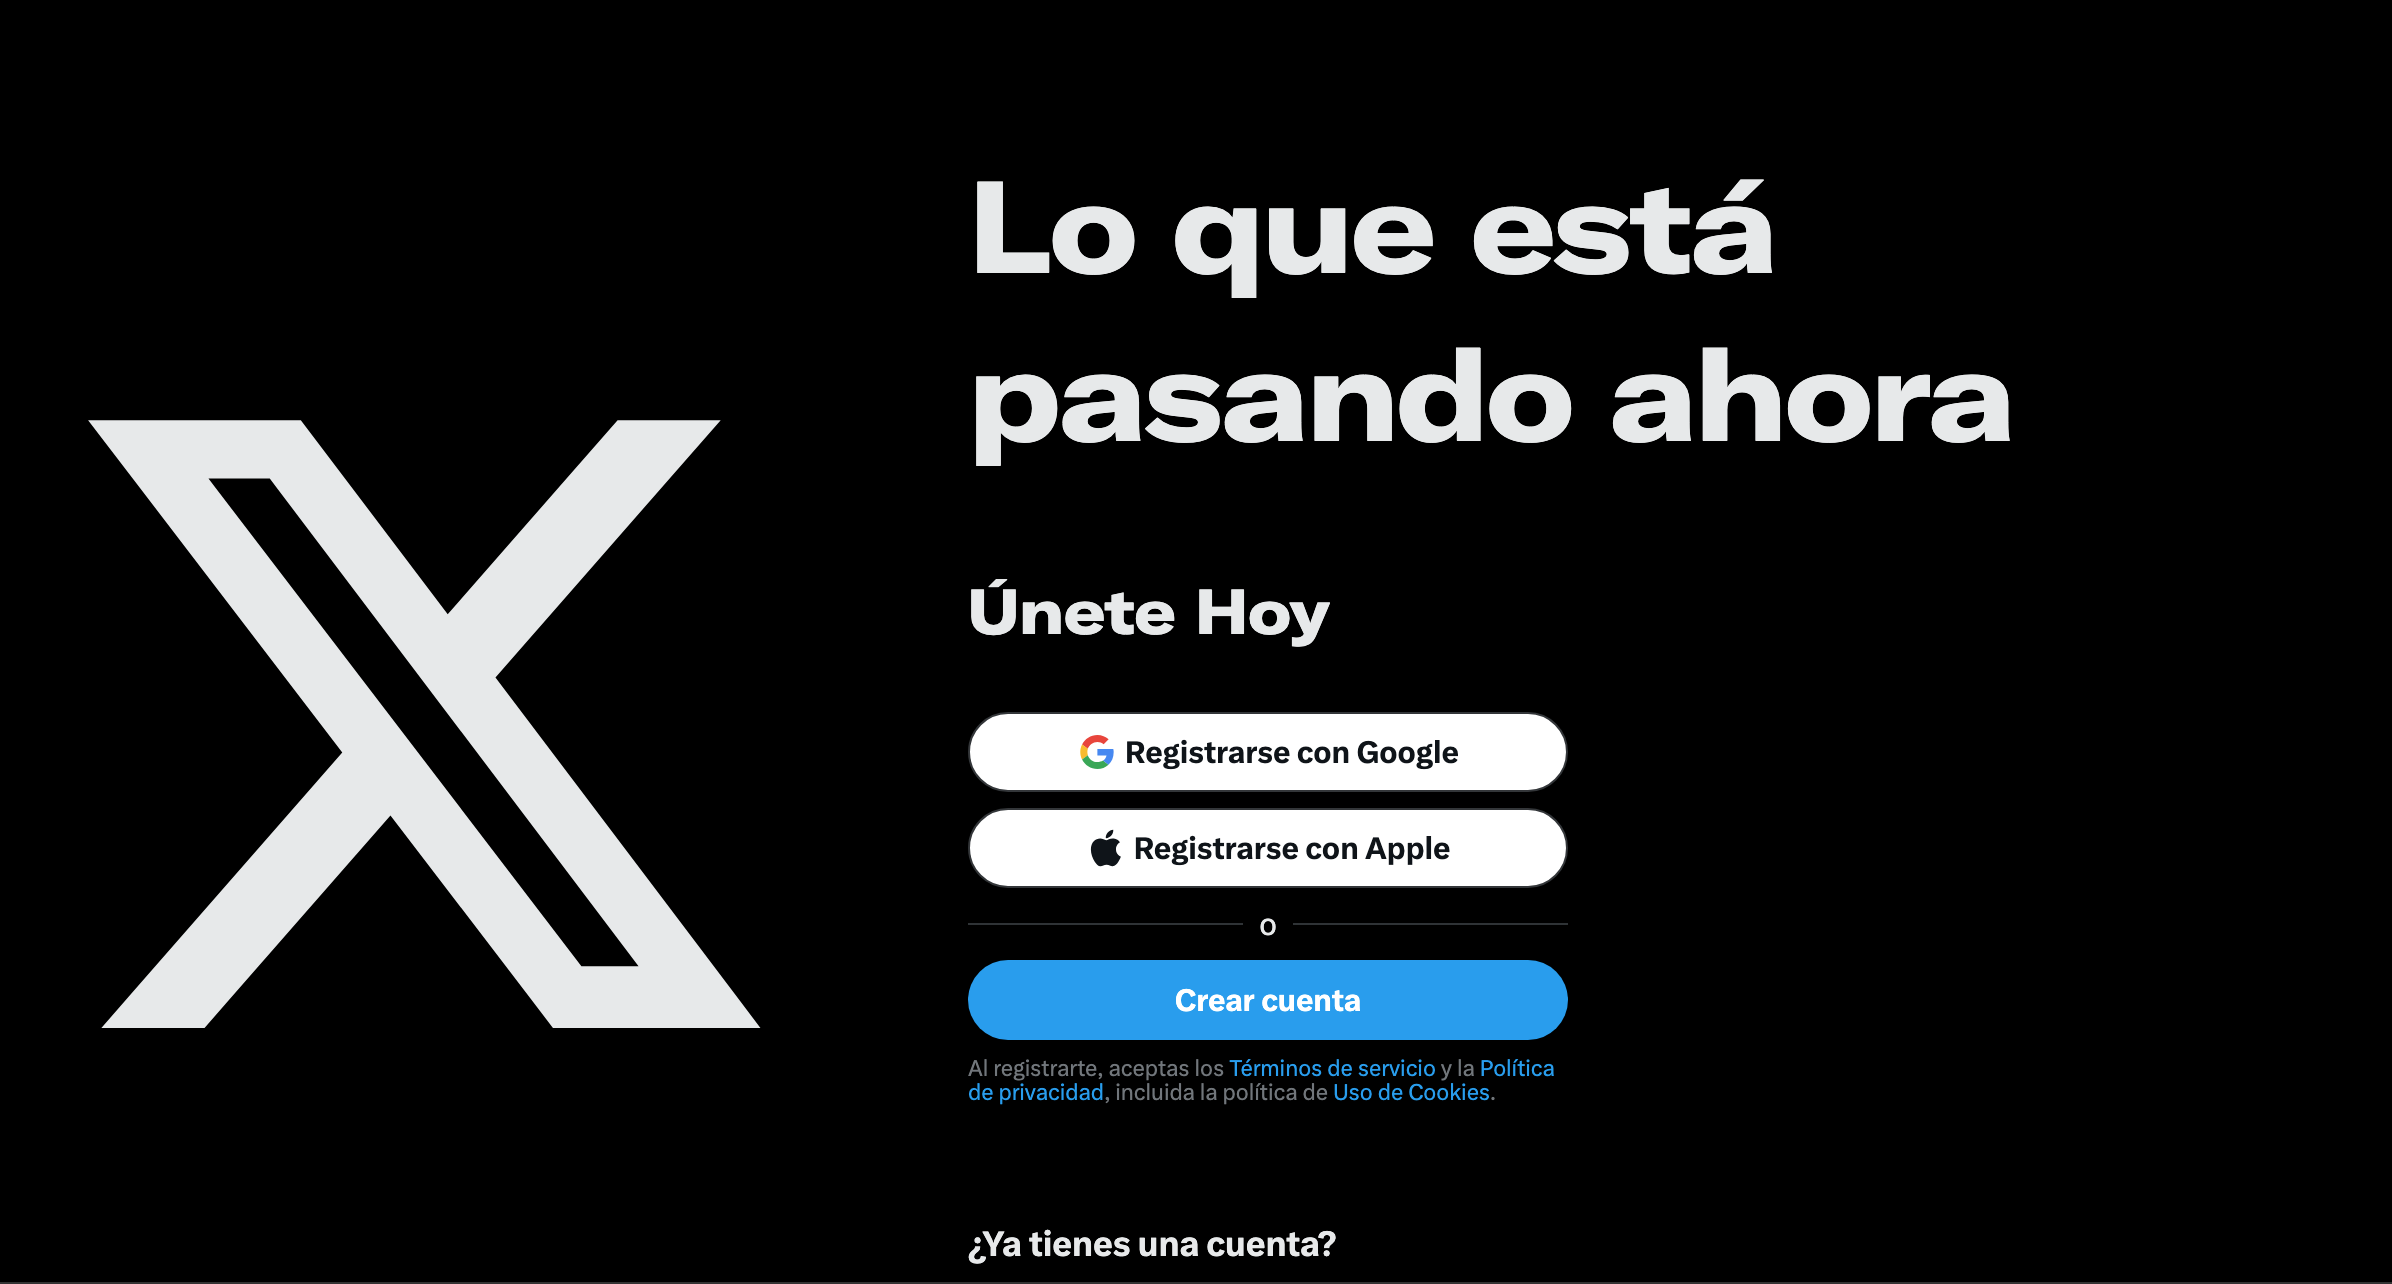 Lo que está
pasando ahora
Únete Hoy
Registrarse con Google
Registrarse con Apple
o
Crear cuenta
Al registrarte, aceptas los Términos de servicio y la Política
de privacidad, incluida la política de Uso de Cookies.
¿Ya tienes una cuenta?